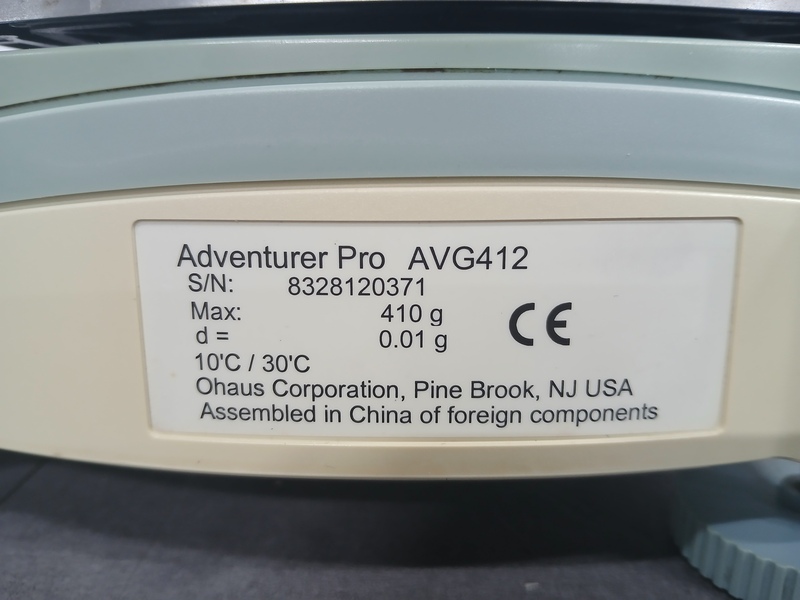 Adventurer Pro AVG412
S/N: 8328120371
Max: 410 g
d = 0.01 g
CE
10'C / 30'C
Ohaus Corporation, Pine Brook, NJ USA
Assembled in China of foreign components